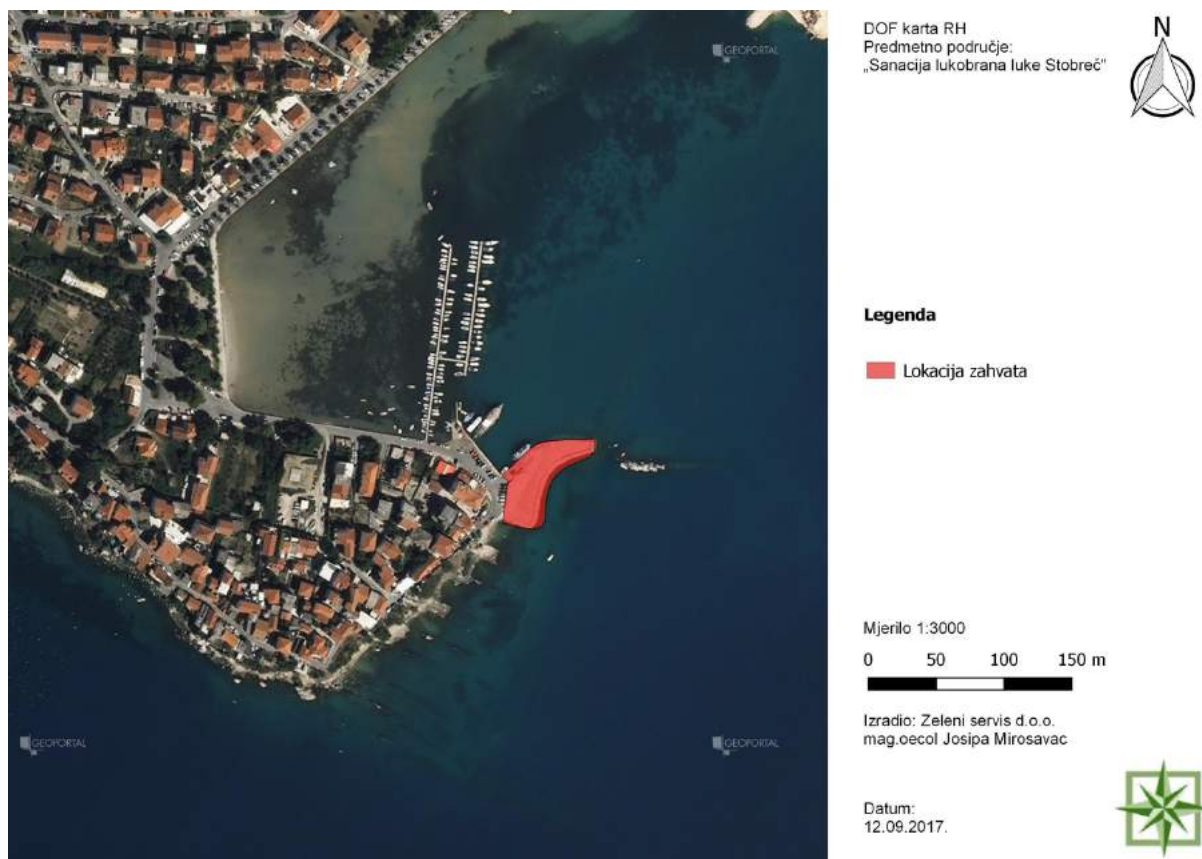 DOF karta RH
Predmetno područje:
„Sanacija lukobrana luke Stobreč"
N
GEOPORTAL
GEOPORTAL
Legenda
Lokacija zahvata
Mjerilo 1:3000
0 50 100 150 m
Izradio: Zeleni servis d.o.o.
mag.oecol Josipa Mirosavac
GEOPORTAL
GEOPORTAL
Datum:
12.09.2017.